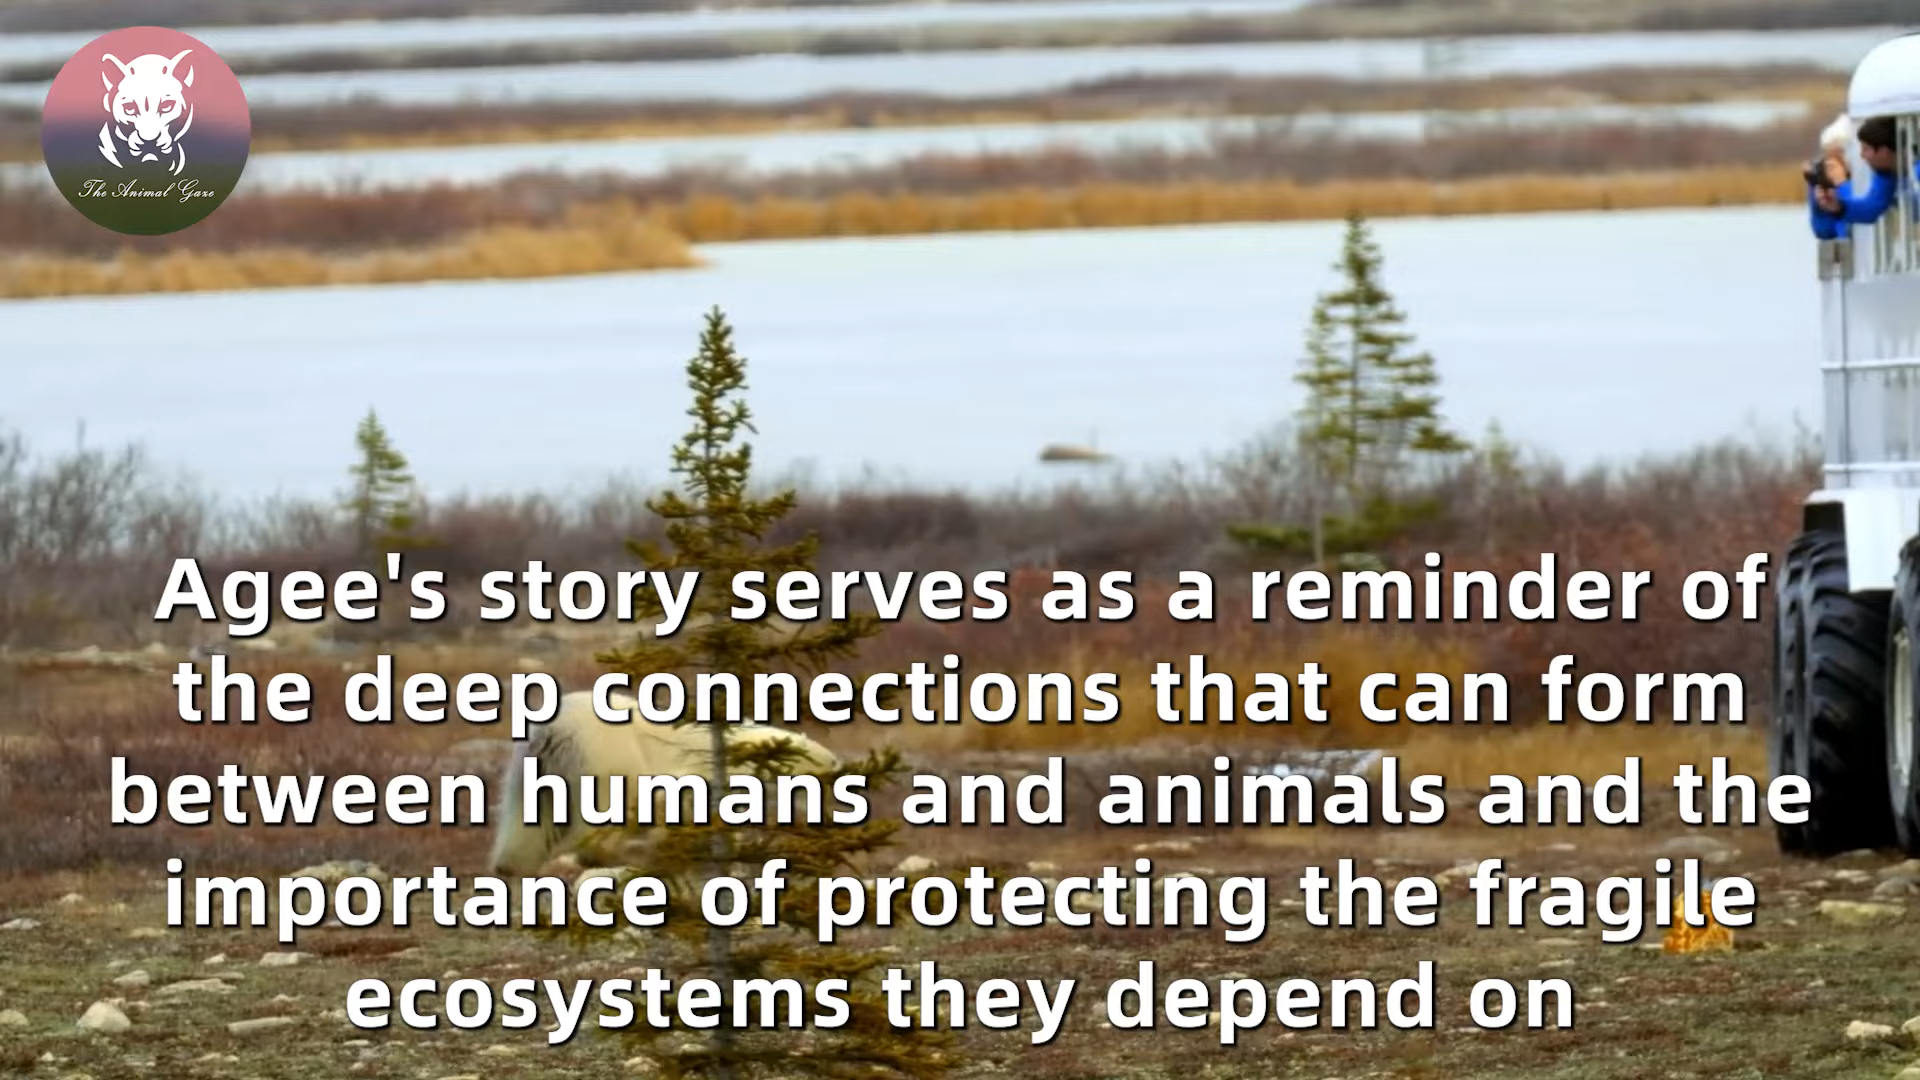 The Animal Gaze
Agee's story serves as a reminder of
the deep connections that can form
between humans and animals and the
importance of protecting the fragile
ecosystems they depend on